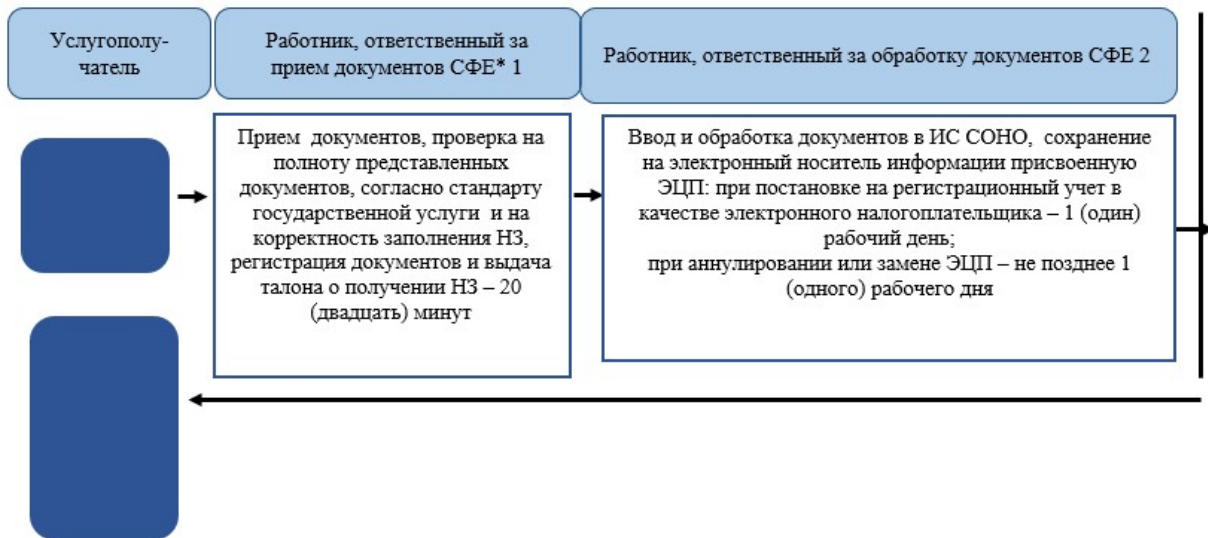 Услугополу-
чатель
Работник, ответственный за
прием документов СФЕ* 1
Работник, ответственный за обработку документов СФЕ 2
Прием документов, проверка на
полноту представленных
документов, согласно стандарту
государственной услуги и на
корректность заполнения НЗ,
регистрация документов и выдача
талона о получении НЗ – 20
(двадцать) минут
Ввод и обработка документов в ИС СОНО, сохранение
на электронный носитель информации присвоенную
ЭЦП: при постановке на регистрационный учет в
качестве электронного налогоплательщика – 1 (один)
рабочий день;
при аннулировании или замене ЭЦП – не позднее 1
(одного) рабочего дня